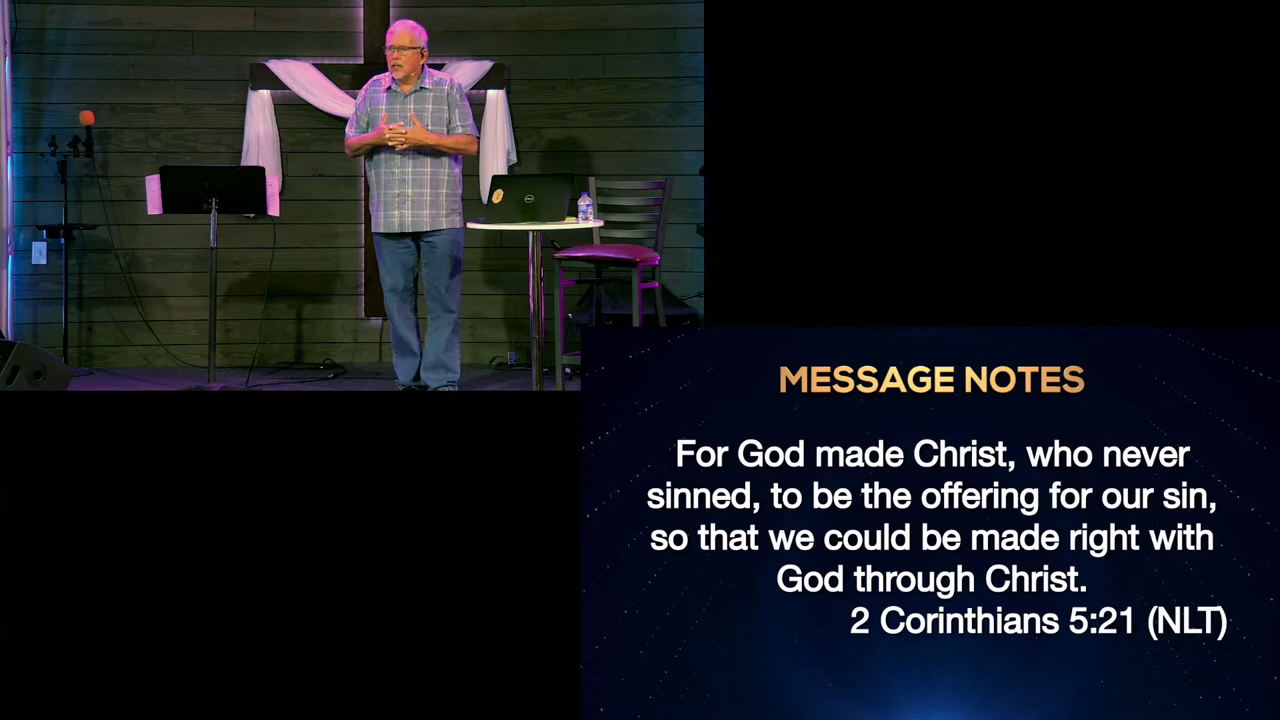 MESSAGE NOTES
For God made Christ, who never
sinned, to be the offering for our sin,
so that we could be made right with
God through Christ.
2 Corinthians 5:21 (NLT)
DELL